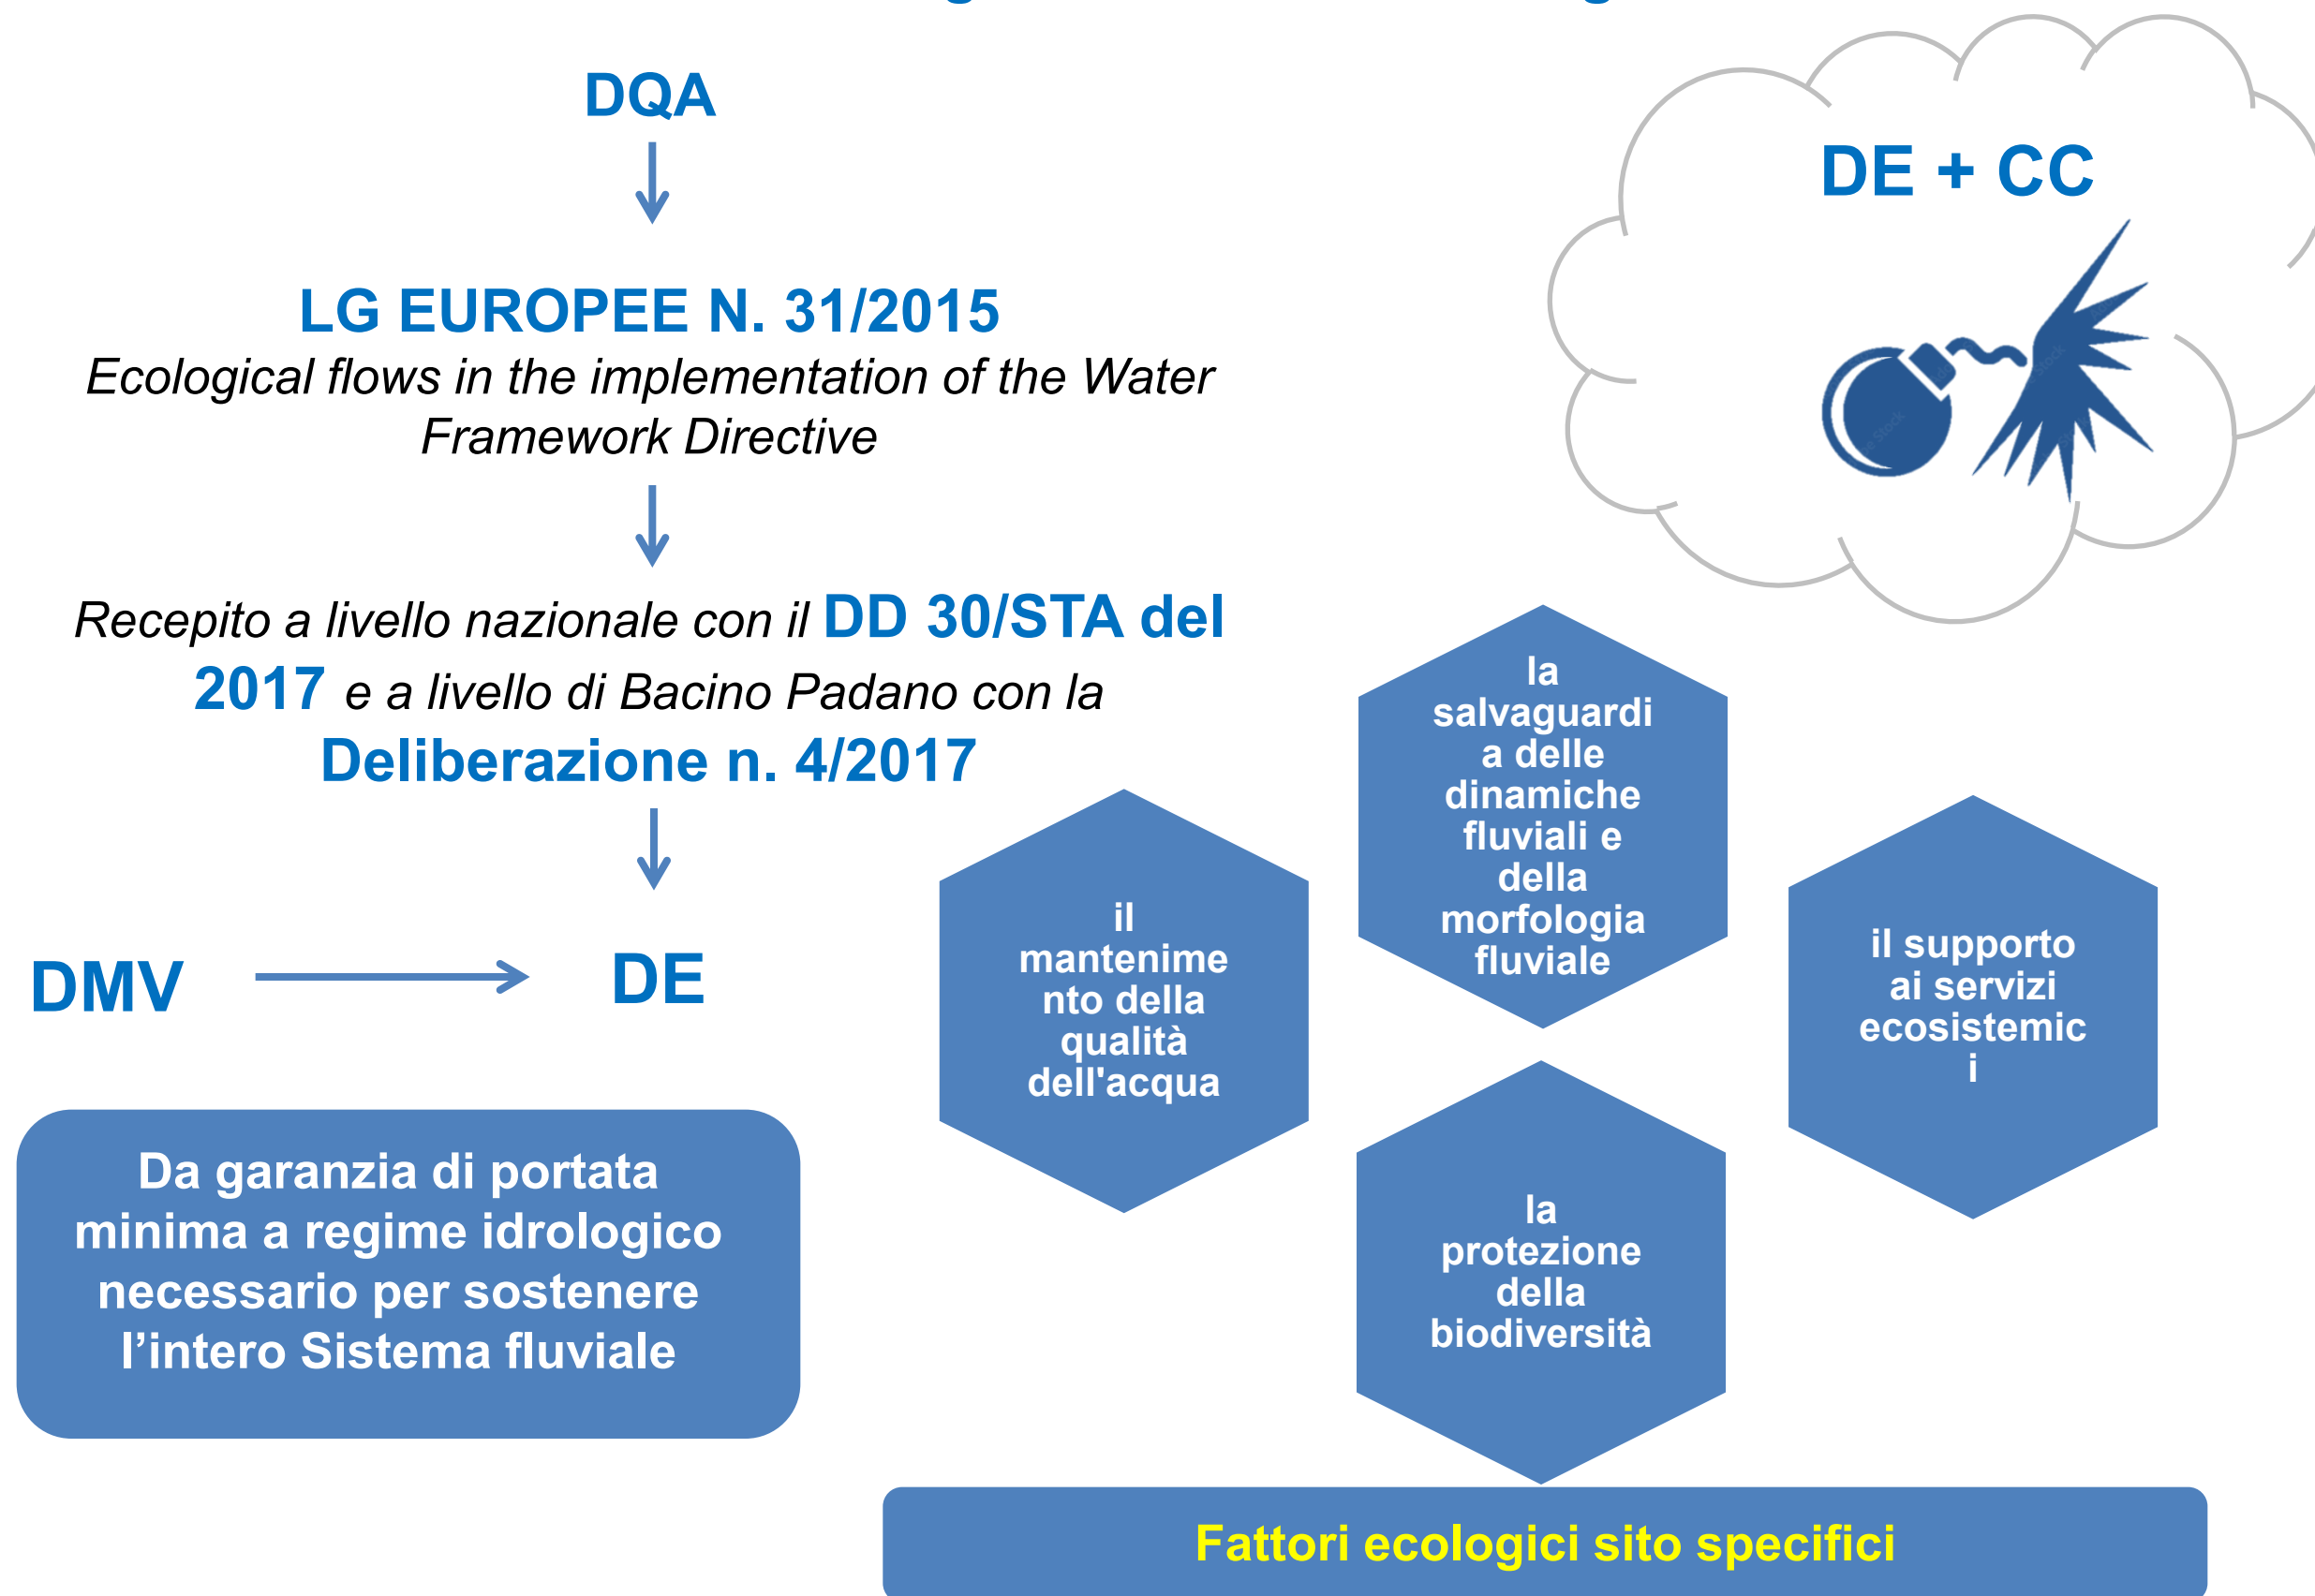 DQA
LG EUROPEE N. 31/2015
Ecological flows in the implementation of the Water
Framework Directive
Recepito a livello nazionale con il DD 30/STA del
2017 e a livello di Bacino Padano con la
Deliberazione n. 4/2017
DMV
DE
Da garanzia di portata
minima a regime idrologico
necessario per sostenere
l’intero Sistema fluviale
DE + CC
il
mantenime
nto della
qualità
dell'acqua
la
salvaguardi
a delle
dinamiche
fluviali e
della
morfologia
fluviale
il supporto
ai servizi
ecosistemic
i
la
protezione
della
biodiversità
Fattori ecologici sito specifici